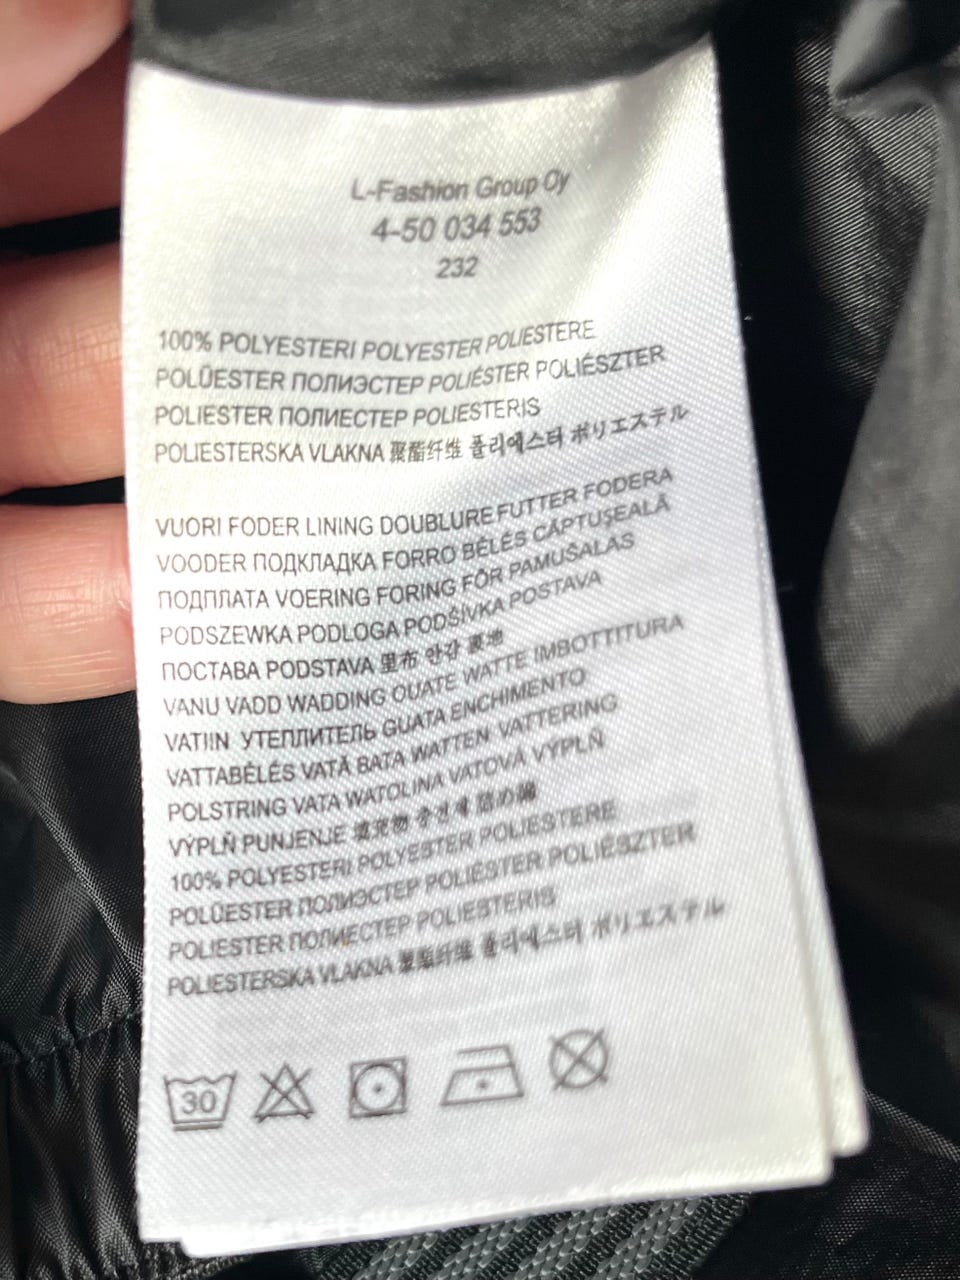 L-Fashion Group Oy
4-50 034 553
232
100% POLYESTERI POLYESTER POLIESTERE
POLÜESTER ПОЛИЭСТЕР POLIÉSTER POLIÉSZTER
POLIESTER ПОЛИЕСТЕР POLIESTERIS
POLIESTERSKA VLAKNA 聚酯纤维 폴리에스터 ポリエステル
VUORI FODER LINING DOUBLURE FUTTER FODERA
VOODER ПОДКЛАДКА FORRO BÉLÉS CĂPTUŞEALĂ
ПОДПЛАТА VOERING FORING FÔR PAMUŠALAS
PODSZEWKA PODLOGA PODŠÍVKA POSTAVA
ПОСТАВА PODSTAVA 里布 안감 裏地
VANU VADD WADDING OUATE WATTE IMBOTTITURA
VATIIN УТЕПЛИТЕЛЬ GUATA ENCHIMENTO
VATTABÉLÉS VATĂ BATA WATTEN VATTERING
POLSTRING VATA WATOLINA VATOVÁ VÝPLŇ
VÝPLŇ PUNJENJE 填充物 충전재 詰め綿
100% POLYESTERI POLYESTER POLIESTERE
POLÜESTER ПОЛИЭСТЕР POLIÉSTER POLIÉSZTER
POLIESTER ПОЛИЕСТЕР POLIESTERIS
POLIESTERSKA VLAKNA 聚酯纤维 폴리에스터 ポリエステル
30